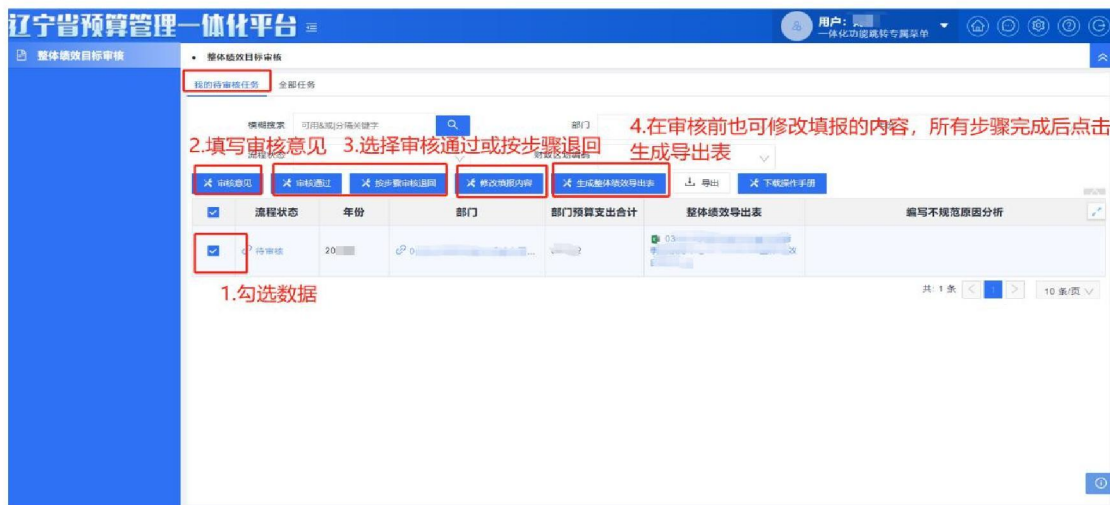 辽宁省预算管理一体化平台
用户：
一体化功能跳转专属菜单
整体绩效目标审核
• 整体绩效目标审核
我的待审核任务 全部任务
模糊搜索 可用&或|分隔关键字 部门
4.在审核前也可修改填报的内容，所有步骤完成后点击
生成导出表
2.填写审核意见 3.选择审核通过或按步骤退回
流程状态 财政区划编码
审核意见 审核通过 按步骤审核退回 修改填报内容 生成整体绩效导出表 导出 下载操作手册
流程状态 年份 部门 部门预算支出合计 整体绩效导出表 编写不规范原因分析
待审核 20
1.勾选数据
共 1 条 < 1 > 10 条/页